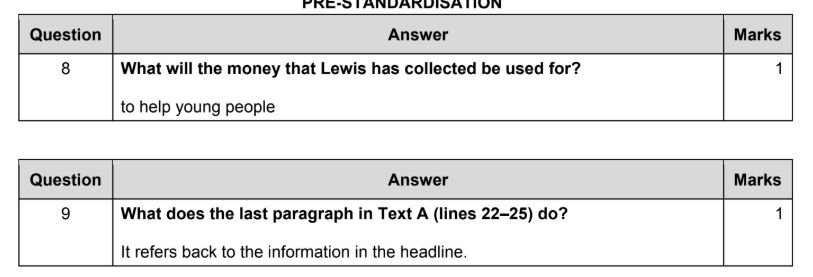 PRE-STANDARDISATION
Question Answer Marks
8 What will the money that Lewis has collected be used for? 1
to help young people
Question Answer Marks
9 What does the last paragraph in Text A (lines 22–25) do? 1
It refers back to the information in the headline.